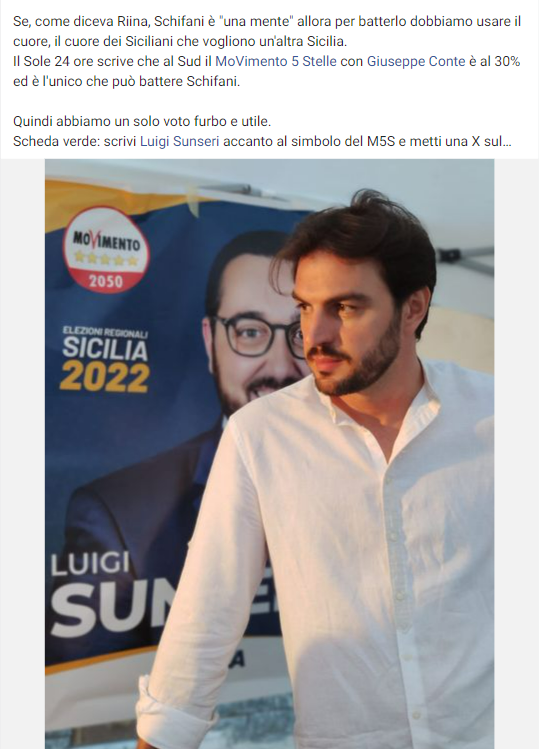 Se, come diceva Riina, Schifani è "una mente" allora per batterlo dobbiamo usare il
cuore, il cuore dei Siciliani che vogliono un'altra Sicilia.
Il Sole 24 ore scrive che al Sud il MoVimento 5 Stelle con Giuseppe Conte è al 30%
ed è l'unico che può battere Schifani.
Quindi abbiamo un solo voto furbo e utile.
Scheda verde: scrivi Luigi Sunseri accanto al simbolo del M5S e metti una X sul...
MOVIMENTO
2050
ELEZIONI REGIONALI
SICILIA
2022
LUIGI
SUN